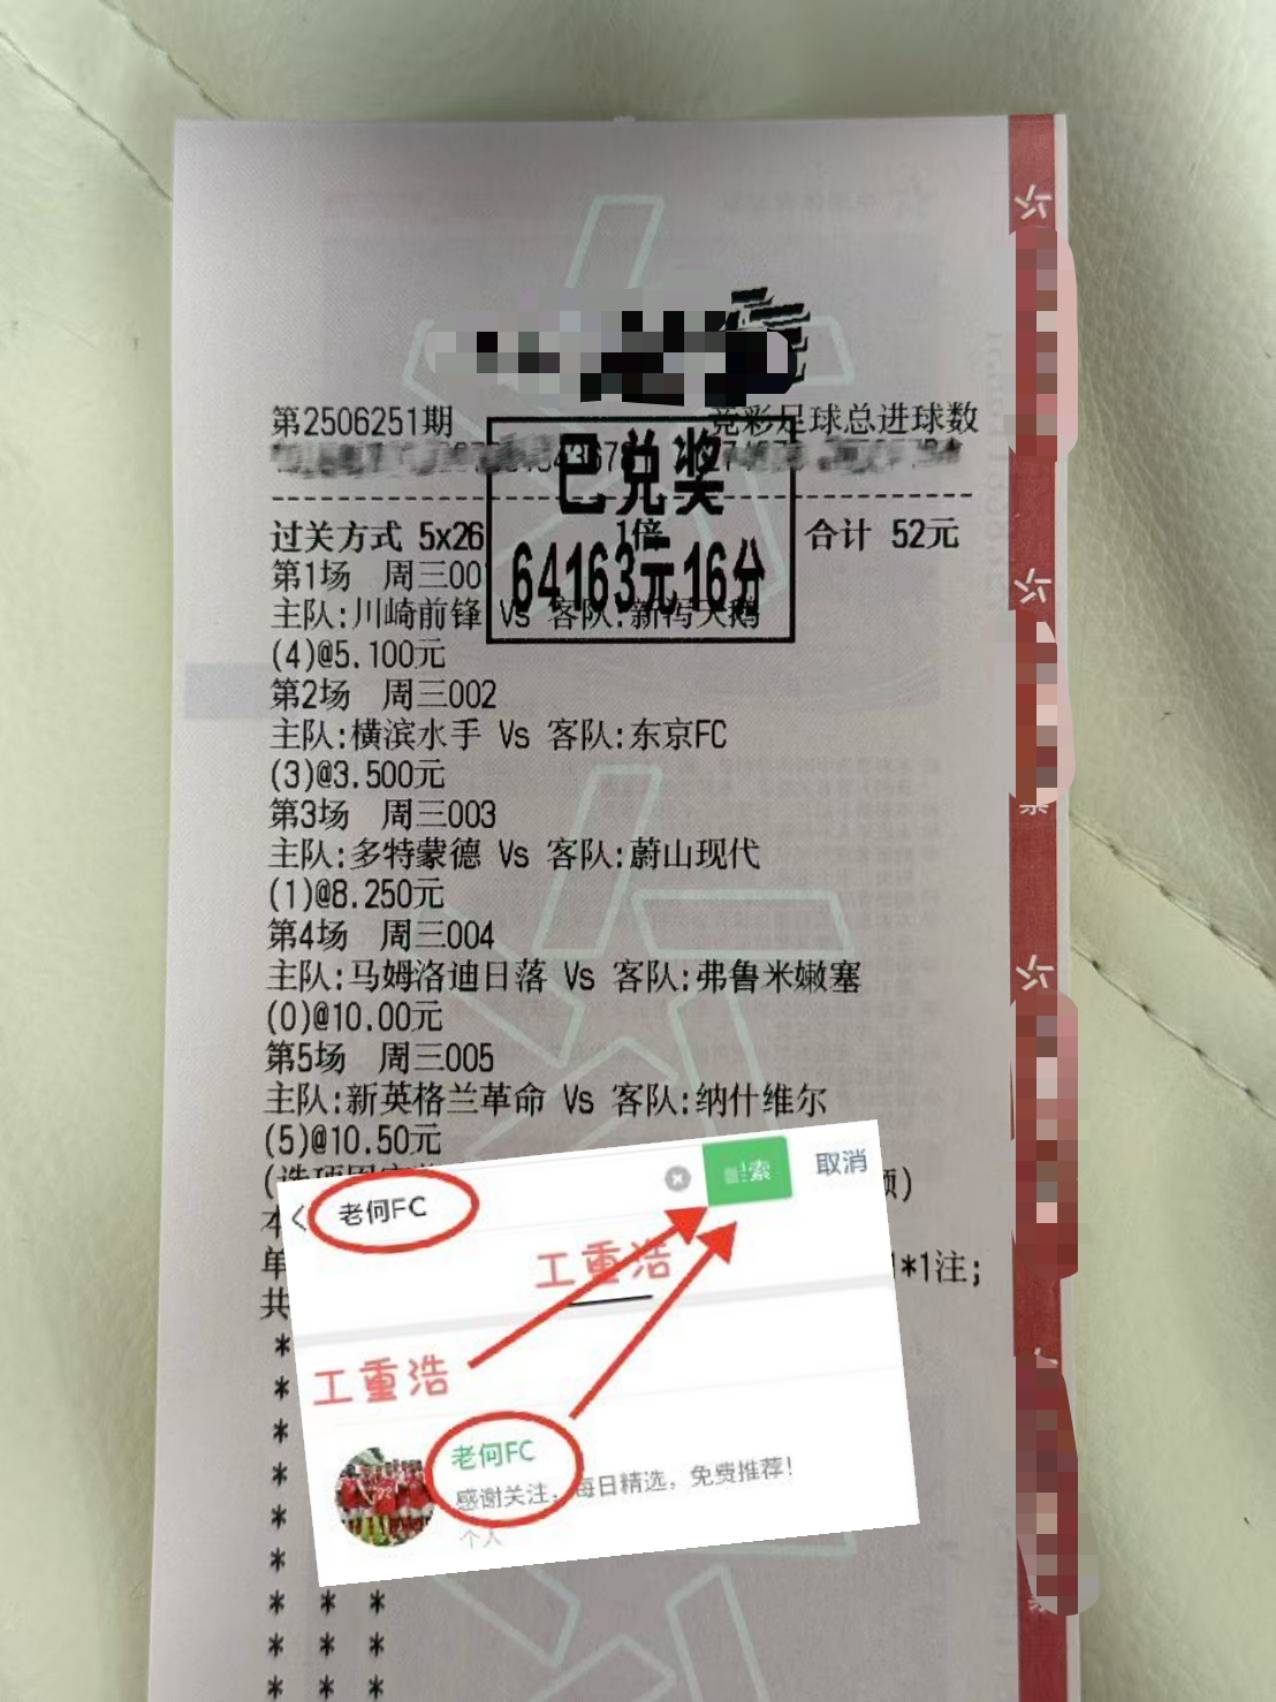 第2506251期
竞彩足球总进球数
已兑奖
过关方式 5x26
1倍
合计 52元
64163元16分
第1场 周三00
主队:川崎前锋 Vs 客队:新潟天鹅
(4)@5.100元
第2场 周三002
主队:横滨水手 Vs 客队:东京FC
(3)@3.500元
第3场 周三003
主队:多特蒙德 Vs 客队:蔚山现代
(1)@8.250元
第4场 周三004
主队:马姆洛迪日落 Vs 客队:弗鲁米嫩塞
(0)@10.00元
第5场 周三005
主队:新英格兰革命 Vs 客队:纳什维尔
(5)@10.50元
老何FC
索
取消
工重浩
单
1*1注;
共
工重浩
老何FC
感谢关注,每日精选,免费推荐!
个人
*
*
*
*
*
*
* * *
* * *
* * *